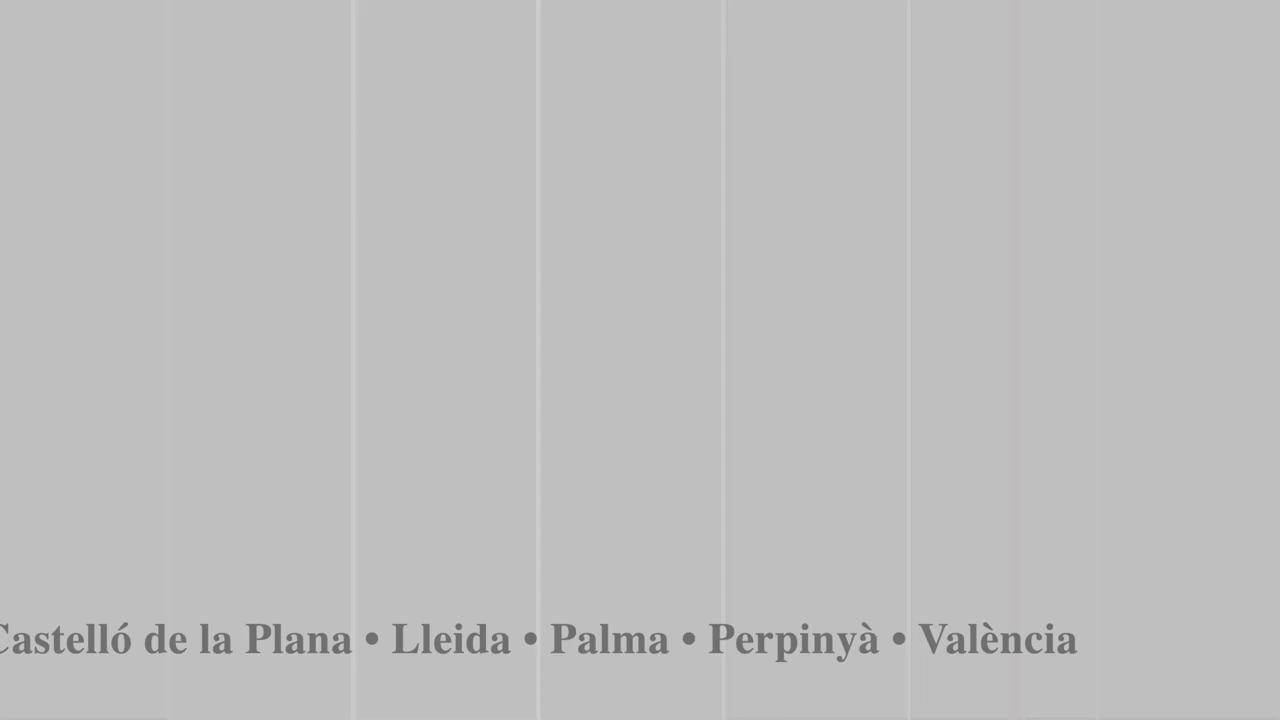 Castelló de la Plana • Lleida • Palma • Perpinyà • València